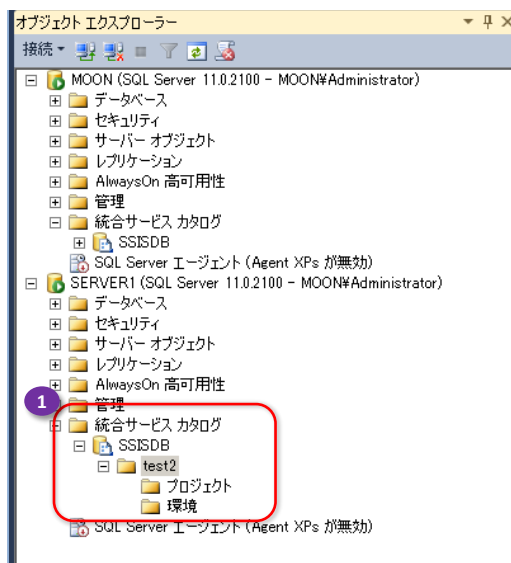 オブジェクト エクスプローラー
接続
MOON (SQL Server 11.0.2100 - MOON¥Administrator)
データベース
セキュリティ
サーバー オブジェクト
レプリケーション
AlwaysOn 高可用性
管理
統合サービス カタログ
SSISDB
SQL Server エージェント (Agent XPs が無効)
SERVER1 (SQL Server 11.0.2100 - MOON¥Administrator)
データベース
セキュリティ
サーバー オブジェクト
レプリケーション
AlwaysOn 高可用性
1 管理
統合サービス カタログ
SSISDB
test2
プロジェクト
環境
SQL Server エージェント (Agent XPs が無効)